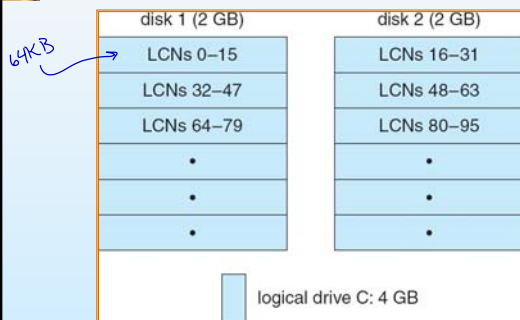 disk 1 (2 GB) disk 2 (2 GB)
64KB
LCNs 0–15 LCNs 16–31
LCNs 32–47 LCNs 48–63
LCNs 64–79 LCNs 80–95
• •
• •
• •
logical drive C: 4 GB